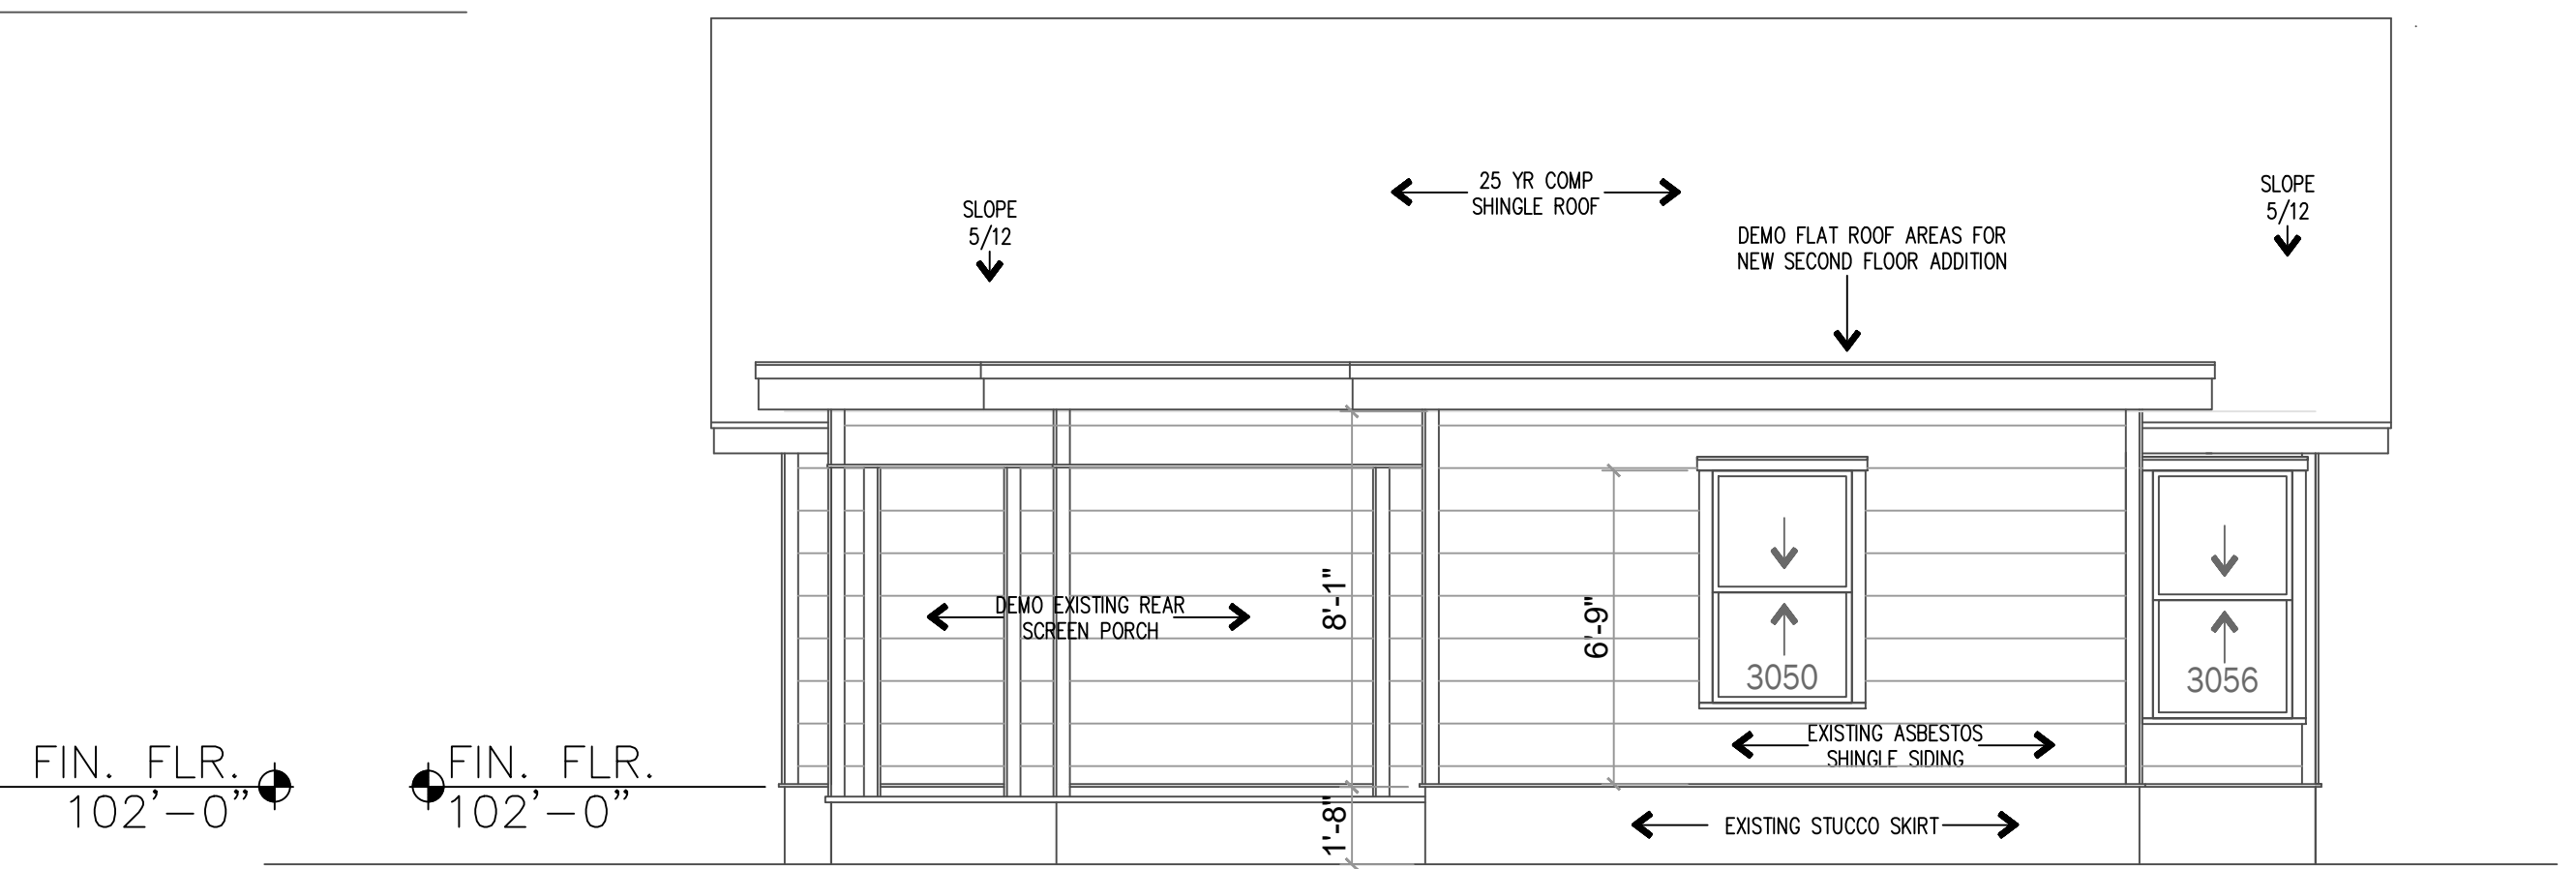 25 YR COMP
SHINGLE ROOF
SLOPE
5/12
SLOPE
5/12
DEMO FLAT ROOF AREAS FOR
NEW SECOND FLOOR ADDITION
DEMO EXISTING REAR
SCREEN PORCH
8'-1"
6'-9"
3050
3056
EXISTING ASBESTOS
SHINGLE SIDING
FIN. FLR.
102'-0"
FIN. FLR.
102'-0"
1'-8"
EXISTING STUCCO SKIRT